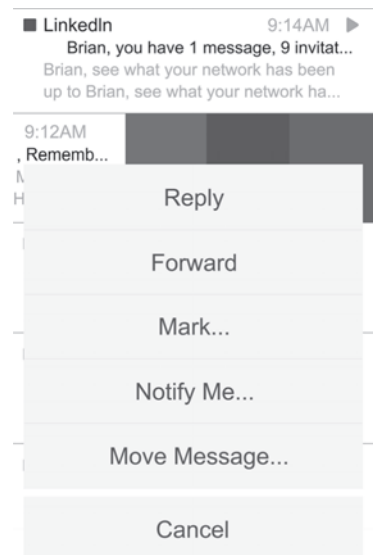 LinkedIn 9:14AM
Brian, you have 1 message, 9 invitat...
Brian, see what your network has been
up to Brian, see what your network ha...
9:12AM
, Rememb...
M
H
Reply
Forward
Mark...
Notify Me...
Move Message...
Cancel